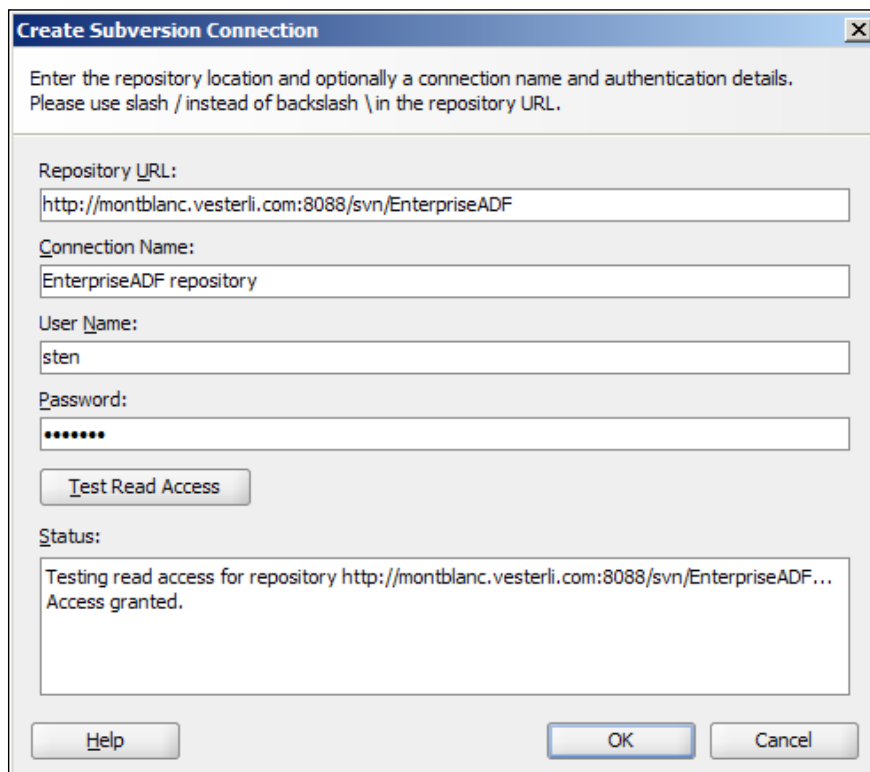 Create Subversion Connection
Enter the repository location and optionally a connection name and authentication details.
Please use slash / instead of backslash \ in the repository URL.
Repository URL:
http://montblanc.vesterli.com:8088/svn/EnterpriseADF
Connection Name:
EnterpriseADF repository
User Name:
sten
Password:
•••••••
Test Read Access
Status:
Testing read access for repository http://montblanc.vesterli.com:8088/svn/EnterpriseADF...
Access granted.
Help
OK
Cancel